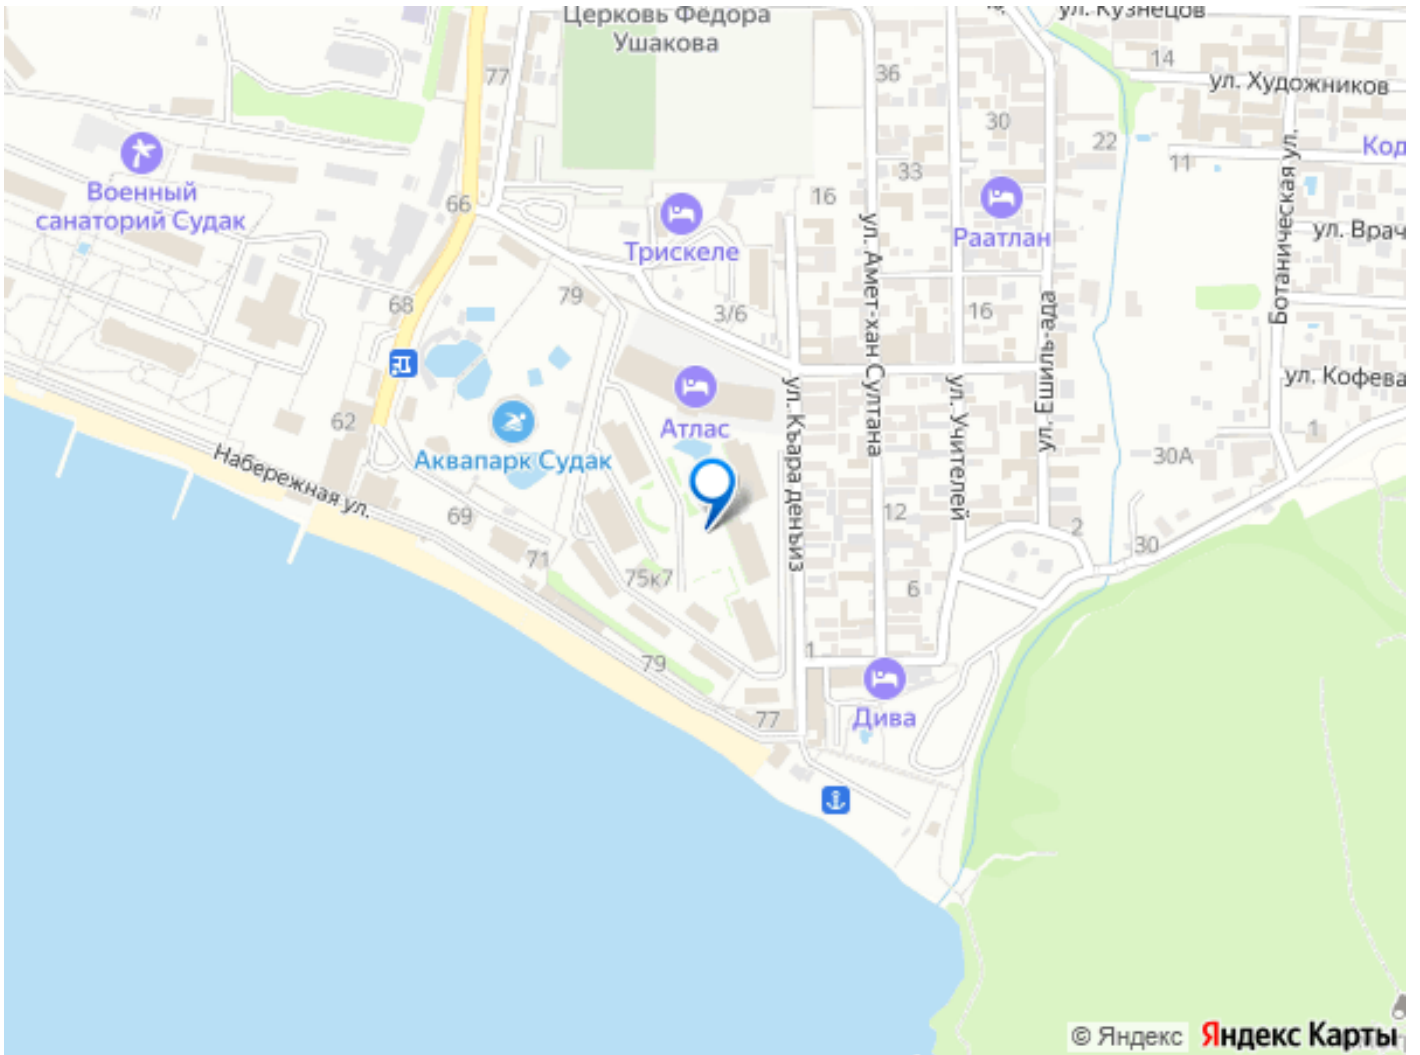 Церковь Фёдора
Ушакова
ул. Кузнецов
77
36
14
ул. Художников
30
22
Код
11
33
Военный
санаторий Судак
66
16
Ботаническая ул.
ул. Врач
Трискеле
Раатлан
ул. Амет-хан Султана
79
68
3/6
16
ул. Ешиль-ада
ул. Кофева
62
Атлас
ул. Къара денъиз
ул. Учителей
1
Аквапарк Судак
30А
Набережная ул.
69
12
2
71
30
75к7
6
79
1
77
Дива
© Яндекс Яндекс Карты